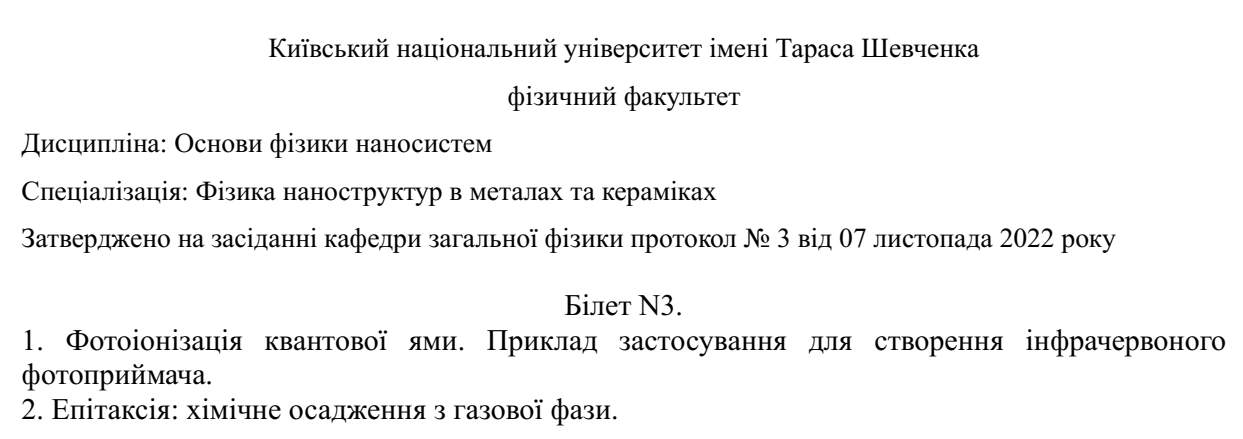 Київський національний університет імені Тараса Шевченка
фізичний факультет
Дисципліна: Основи фізики наносистем
Спеціалізація: Фізика наноструктур в металах та кераміках
Затверджено на засіданні кафедри загальної фізики протокол № 3 від 07 листопада 2022 року
Білет N3.
1. Фотоіонізація квантової ями. Приклад застосування для створення інфрачервоного
фотоприймача.
2. Епітаксія: хімічне осадження з газової фази.